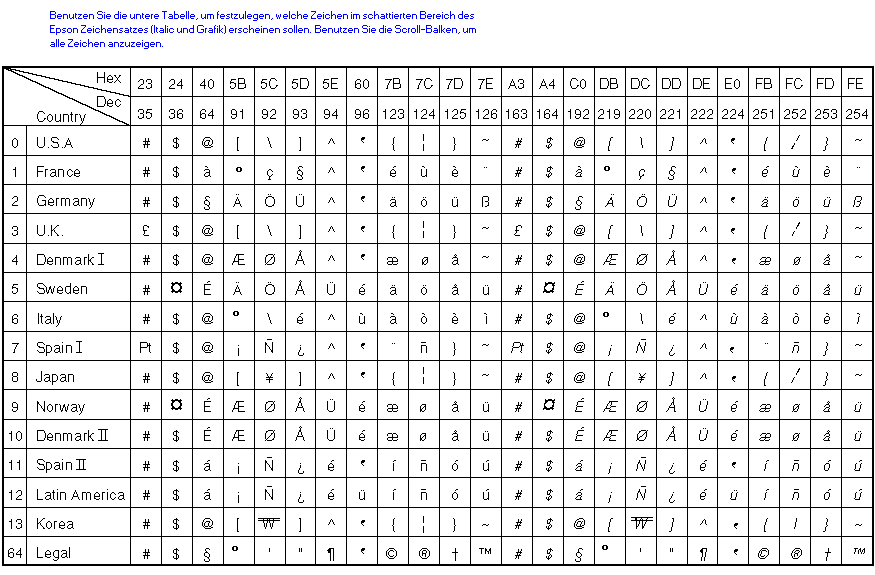 Benutzen Sie die untere Tabelle, um festzulegen, welche Zeichen im schattierten Bereich des
Epson Zeichensatzes (Italic und Grafik) erscheinen sollen. Benutzen Sie die Scroll-Balken, um
alle Zeichen anzuzeigen.
Hex 23 24 40 5B 5C 5D 5E 60 7B 7C 7D 7E A3 A4 C0 DB DC DD DE E0 FB FC FD FE
Country Dec 35 36 64 91 92 93 94 96 123 124 125 126 163 164 192 219 220 221 222 224 251 252 253 254
0 U.S.A # $ @ [ \ ] ^ ❛ { ¦ } ~ # $ @ [ \ ] ^ ❛ { ¦ } ~
1 France # $ à ° ç § ^ ❛ é ù è ¨ # $ à ° ç § ^ ❛ é ù è ¨
2 Germany # $ § Ä Ö Ü ^ ❛ ä ö ü ß # $ § Ä Ö Ü ^ ❛ ä ö ü ß
3 U.K. £ $ @ [ \ ] ^ ❛ { ¦ } ~ £ $ @ [ \ ] ^ ❛ { ¦ } ~
4 Denmark I # $ @ Æ Ø Å ^ ❛ æ ø å ~ # $ @ Æ Ø Å ^ ❛ æ ø å ~
5 Sweden # ¤ É Ä Ö Å Ü é ä ö å ü # ¤ É Ä Ö Å Ü é ä ö å ü
6 Italy # $ @ ° \ é ^ ù à ò è ì # $ @ ° \ é ^ ù à ò è ì
7 Spain I Pt $ @ ¡ Ñ ¿ ^ ❛ ¨ ñ } ~ Pt $ @ ¡ Ñ ¿ ^ ❛ ¨ ñ } ~
8 Japan # $ @ [ ¥ ] ^ ❛ { ¦ } ~ # $ @ [ ¥ ] ^ ❛ { ¦ } ~
9 Norway # ¤ É Æ Ø Å Ü é æ ø å ü # ¤ É Æ Ø Å Ü é æ ø å ü
10 Denmark II # $ É Æ Ø Å Ü é æ ø å ü # $ É Æ Ø Å Ü é æ ø å ü
11 Spain II # $ á ¡ Ñ ¿ é ❛ í ñ ó ú # $ á ¡ Ñ ¿ é ❛ í ñ ó ú
12 Latin America # $ á ¡ Ñ ¿ é ü í ñ ó ú # $ á ¡ Ñ ¿ é ü í ñ ó ú
13 Korea # $ @ [ ₩ ] ^ ❛ { ¦ } ~ # $ @ [ ₩ ] ^ ❛ { | } ~
64 Legal # $ § ° ' " ¶ ❛ © ® † ™ # $ § ° ' " ¶ ❛ © ® † ™